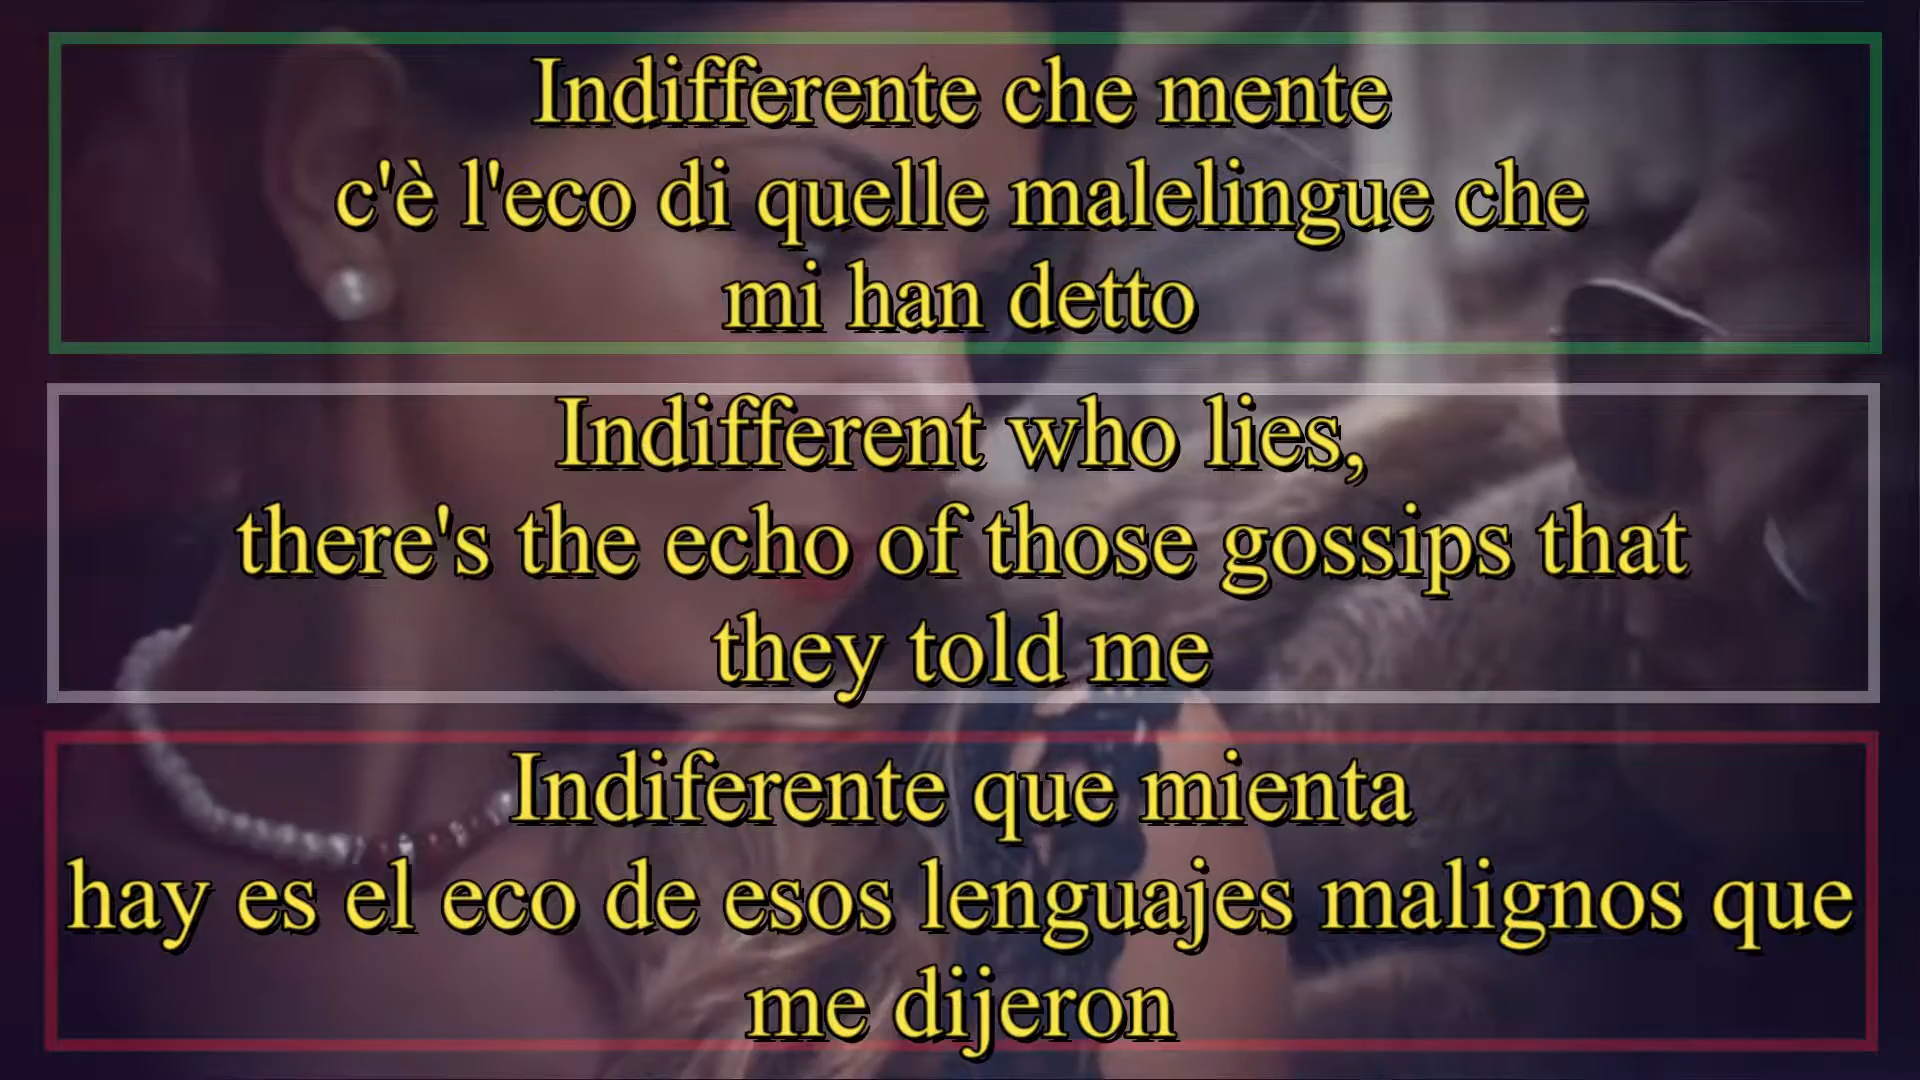 Indifferente che mente
c'è l'eco di quelle malelingue che
mi han detto
Indifferent who lies,
there's the echo of those gossips that
they told me
Indiferente que mienta
hay es el eco de esos lenguajes malignos que
me dijeron